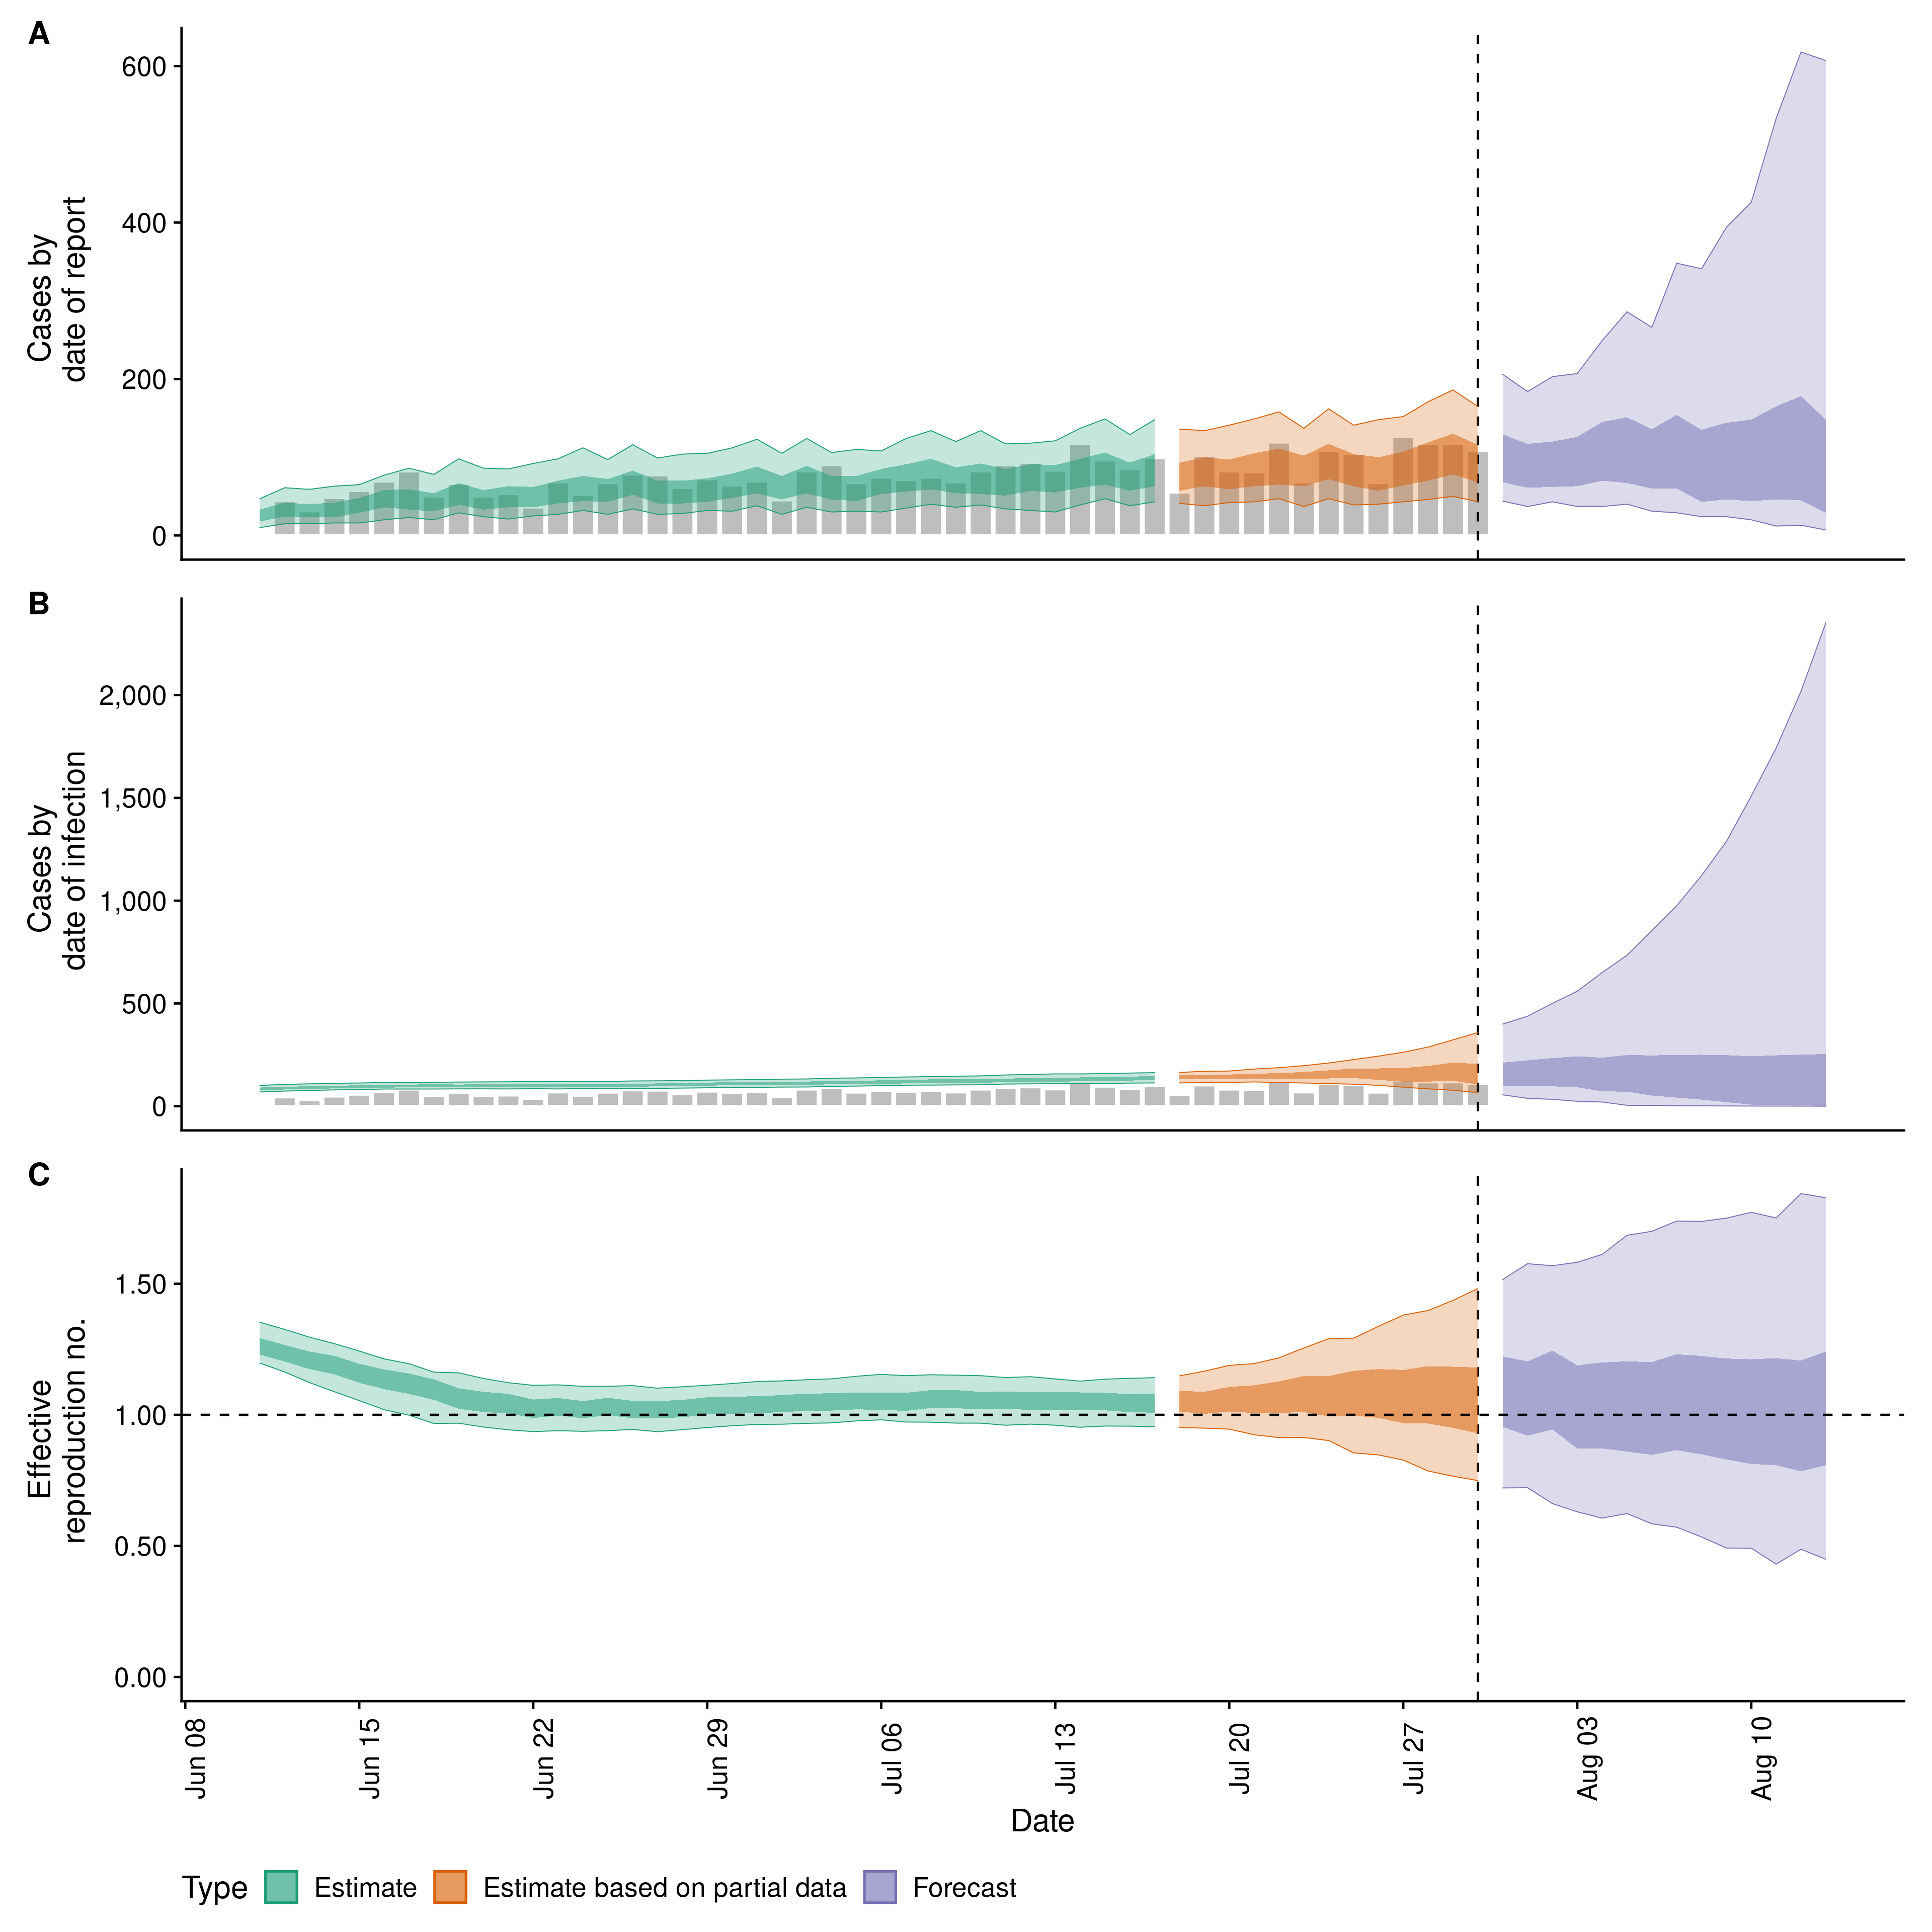 A
Cases by
date of report
600
400
200
0
B
Cases by
date of infection
2,000
1,500
1,000
500
0
C
Effective
reproduction no.
1.50
1.00
0.50
0.00
Jun 08
Jun 15
Jun 22
Jun 29
Jul 06
Jul 13
Jul 20
Jul 27
Aug 03
Aug 10
Date
Type Estimate Estimate based on partial data Forecast